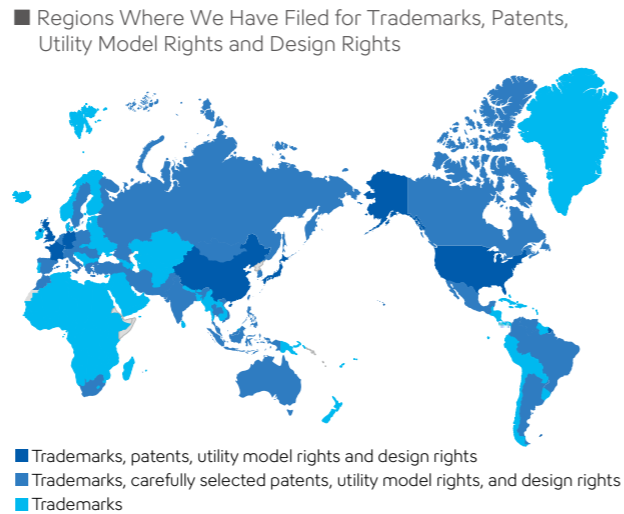 Regions Where We Have Filed for Trademarks, Patents,
Utility Model Rights and Design Rights
Trademarks, patents, utility model rights and design rights
Trademarks, carefully selected patents, utility model rights, and design rights
Trademarks